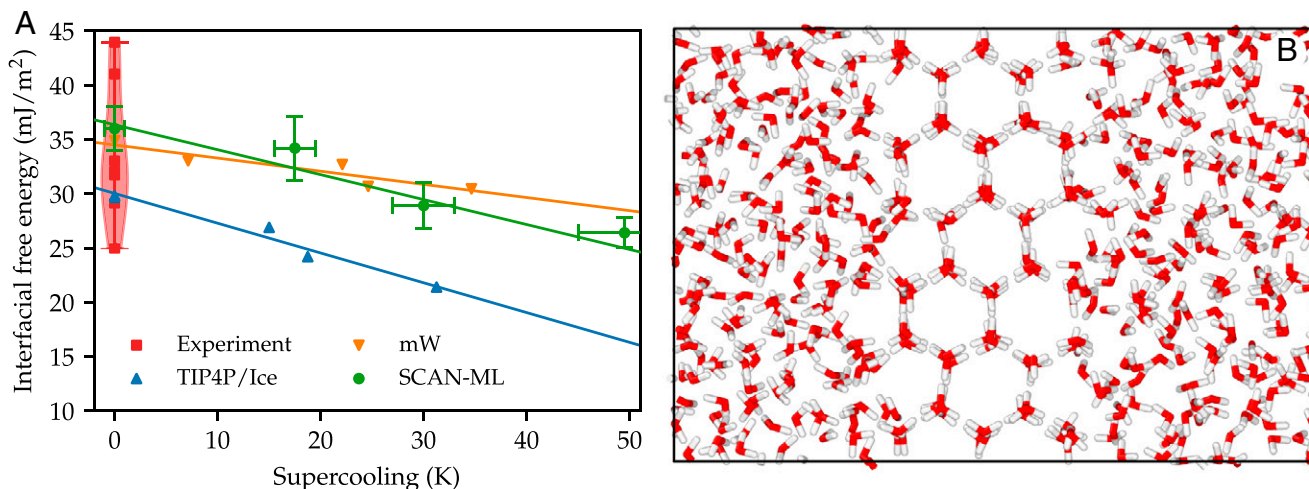 A
Interfacial free energy (mJ/m²)
45
40
35
30
25
20
15
10
Experiment
TIP4P/Ice
mW
SCAN-ML
0
10
20
30
40
50
Supercooling (K)
B